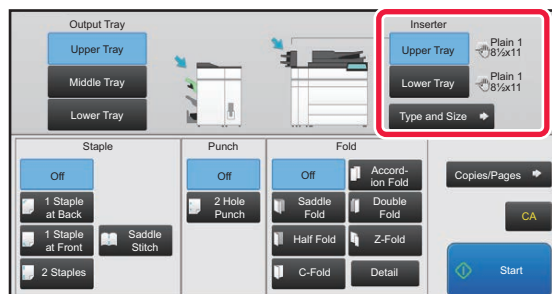 Output Tray
Upper Tray
Middle Tray
Lower Tray
Inserter
Upper Tray
Plain 1
8½x11
Lower Tray
Plain 1
8½x11
Type and Size
Staple
Off
1 Staple
at Back
1 Staple
at Front
Saddle
Stitch
2 Staples
Punch
Off
2 Hole
Punch
Fold
Off
Accord-
ion Fold
Saddle
Fold
Double
Fold
Half Fold
Z-Fold
C-Fold
Detail
Copies/Pages
CA
Start